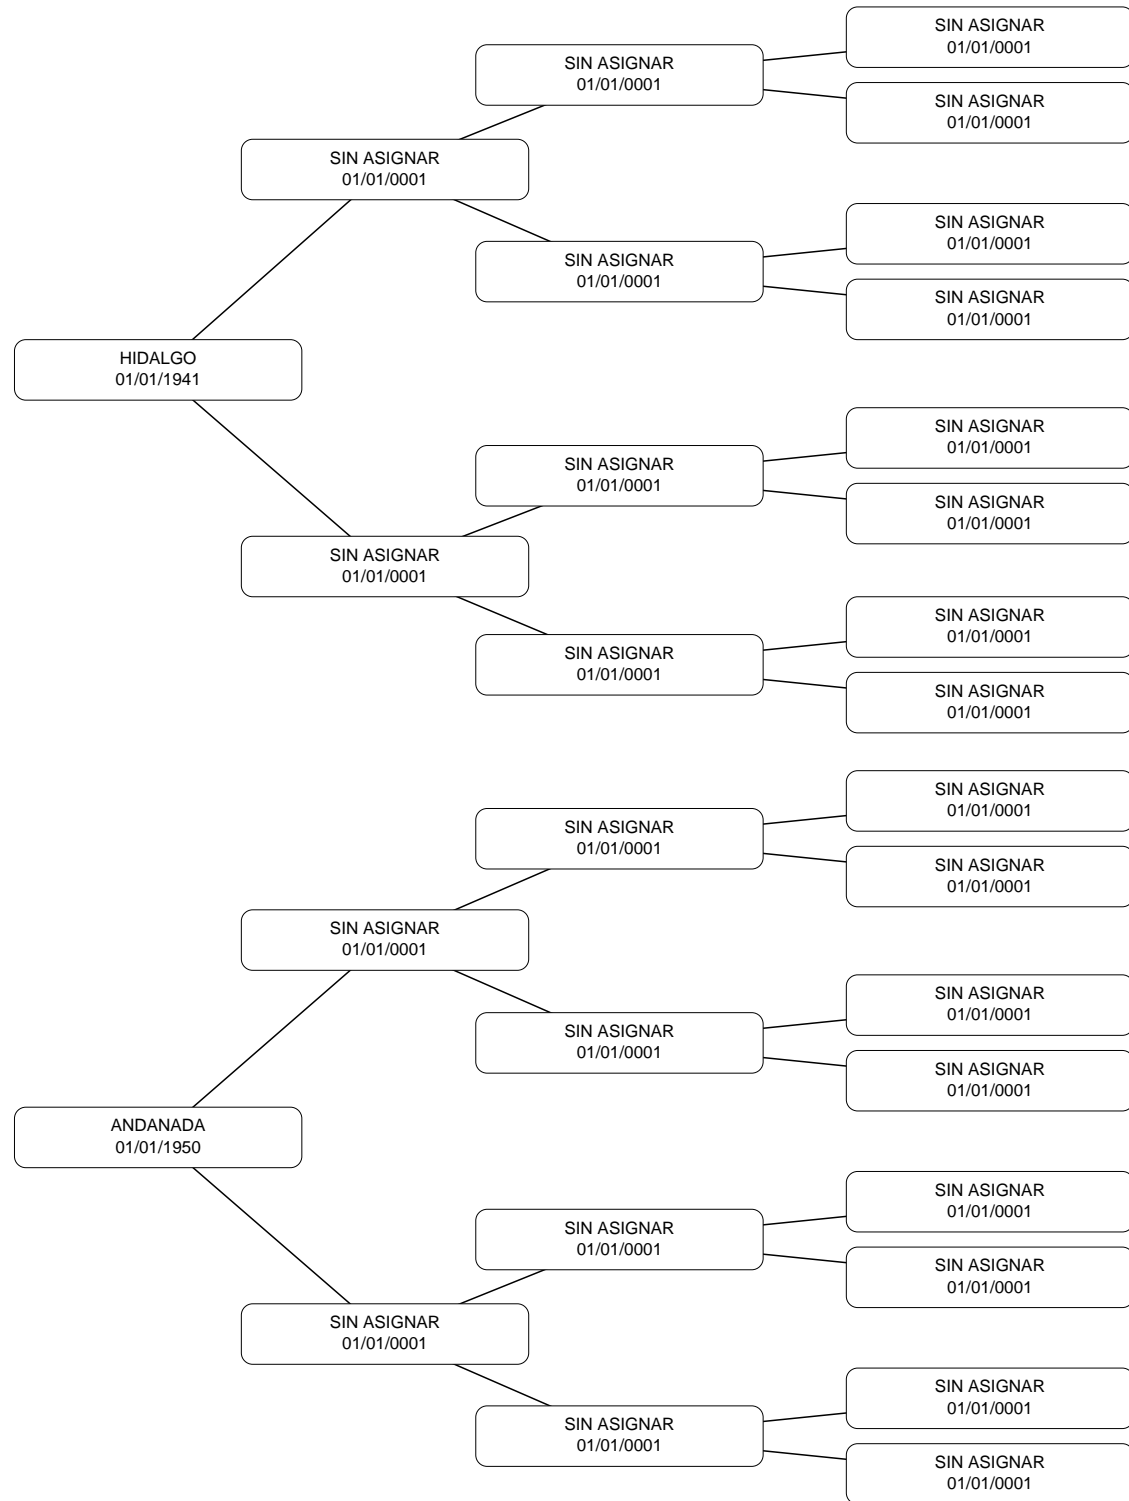 SIN ASIGNAR
01/01/0001
SIN ASIGNAR
01/01/0001
SIN ASIGNAR
01/01/0001
SIN ASIGNAR
01/01/0001
SIN ASIGNAR
01/01/0001
SIN ASIGNAR
01/01/0001
SIN ASIGNAR
01/01/0001
HIDALGO
01/01/1941
SIN ASIGNAR
01/01/0001
SIN ASIGNAR
01/01/0001
SIN ASIGNAR
01/01/0001
SIN ASIGNAR
01/01/0001
SIN ASIGNAR
01/01/0001
SIN ASIGNAR
01/01/0001
SIN ASIGNAR
01/01/0001
SIN ASIGNAR
01/01/0001
SIN ASIGNAR
01/01/0001
SIN ASIGNAR
01/01/0001
SIN ASIGNAR
01/01/0001
SIN ASIGNAR
01/01/0001
SIN ASIGNAR
01/01/0001
SIN ASIGNAR
01/01/0001
ANDANADA
01/01/1950
SIN ASIGNAR
01/01/0001
SIN ASIGNAR
01/01/0001
SIN ASIGNAR
01/01/0001
SIN ASIGNAR
01/01/0001
SIN ASIGNAR
01/01/0001
SIN ASIGNAR
01/01/0001
SIN ASIGNAR
01/01/0001